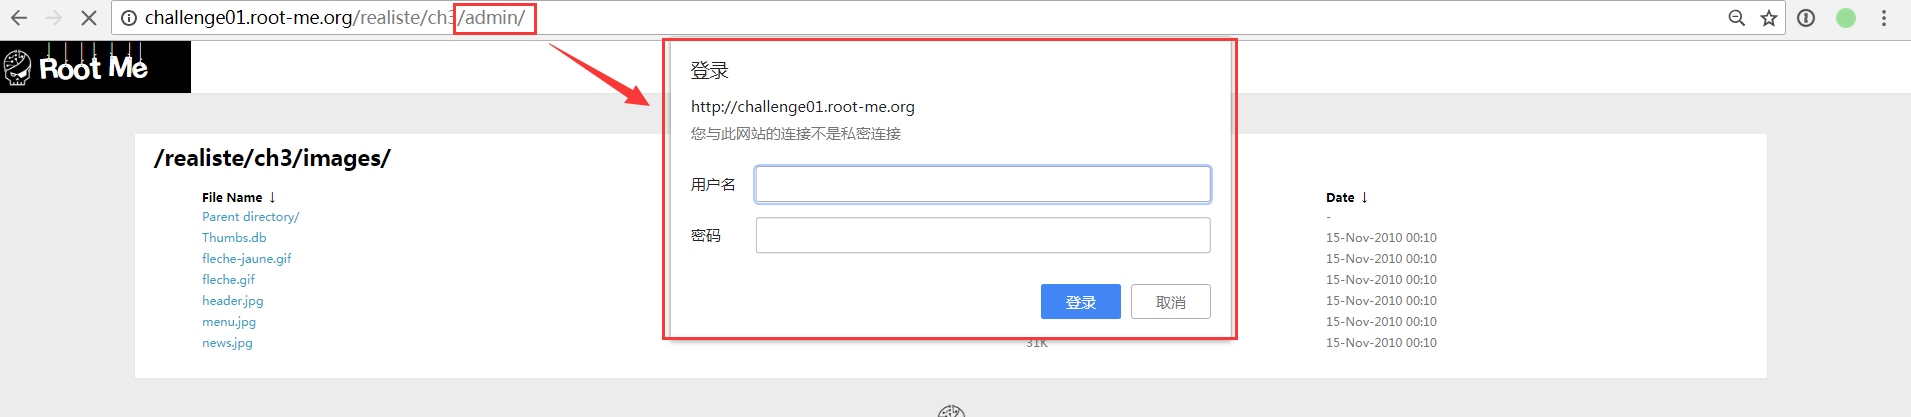 challenge01.root-me.org/realiste/ch3/admin/
Root Me
登录
http://challenge01.root-me.org
您与此网站的连接不是私密连接
用户名
密码
登录 取消
/realiste/ch3/images/
File Name ↓ Date ↓
Parent directory/ -
Thumbs.db 15-Nov-2010 00:10
fleche-jaune.gif 15-Nov-2010 00:10
fleche.gif 15-Nov-2010 00:10
header.jpg 15-Nov-2010 00:10
menu.jpg 15-Nov-2010 00:10
news.jpg 31K 15-Nov-2010 00:10